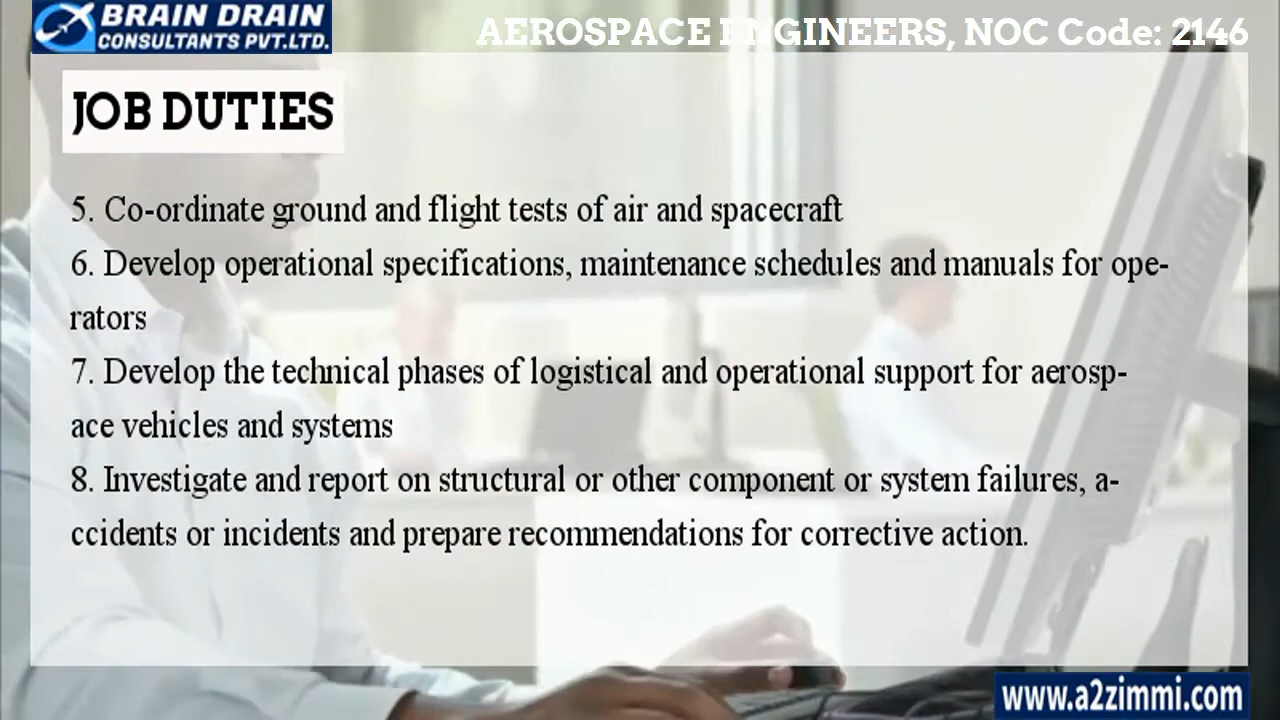 BRAIN DRAIN
CONSULTANTS PVT.LTD.
AEROSPACE ENGINEERS, NOC Code: 2146
JOB DUTIES
5. Co-ordinate ground and flight tests of air and spacecraft
6. Develop operational specifications, maintenance schedules and manuals for ope-
rators
7. Develop the technical phases of logistical and operational support for aerosp-
ace vehicles and systems
8. Investigate and report on structural or other component or system failures, a-
ccidents or incidents and prepare recommendations for corrective action.
www.a2zimmi.com